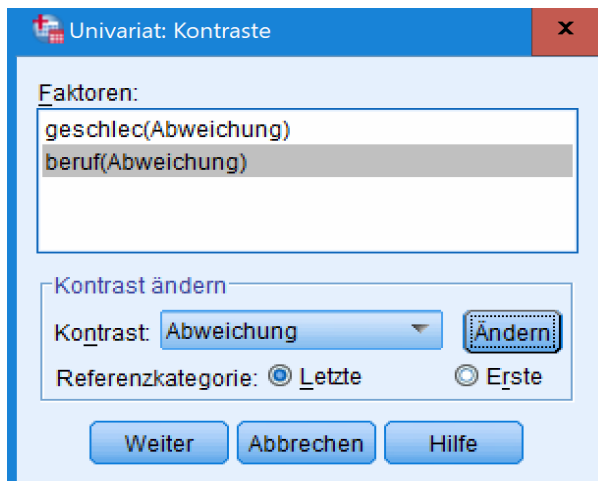 Univariat: Kontraste
x
Faktoren:
geschlec(Abweichung)
beruf(Abweichung)
Kontrast ändern
Kontrast: Abweichung Ändern
Referenzkategorie: Letzte Erste
Weiter Abbrechen Hilfe